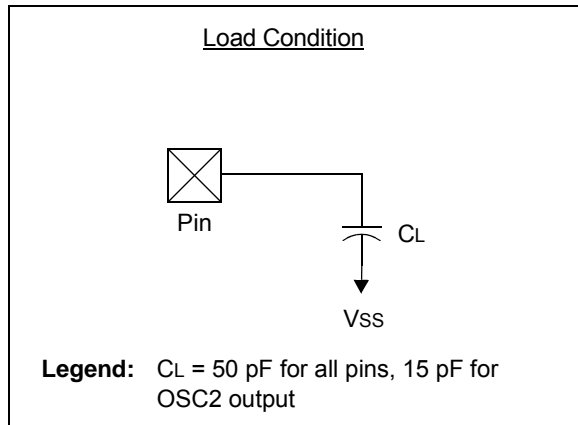 Load Condition
Pin
CL
VSS
Legend: CL = 50 pF for all pins, 15 pF for
OSC2 output